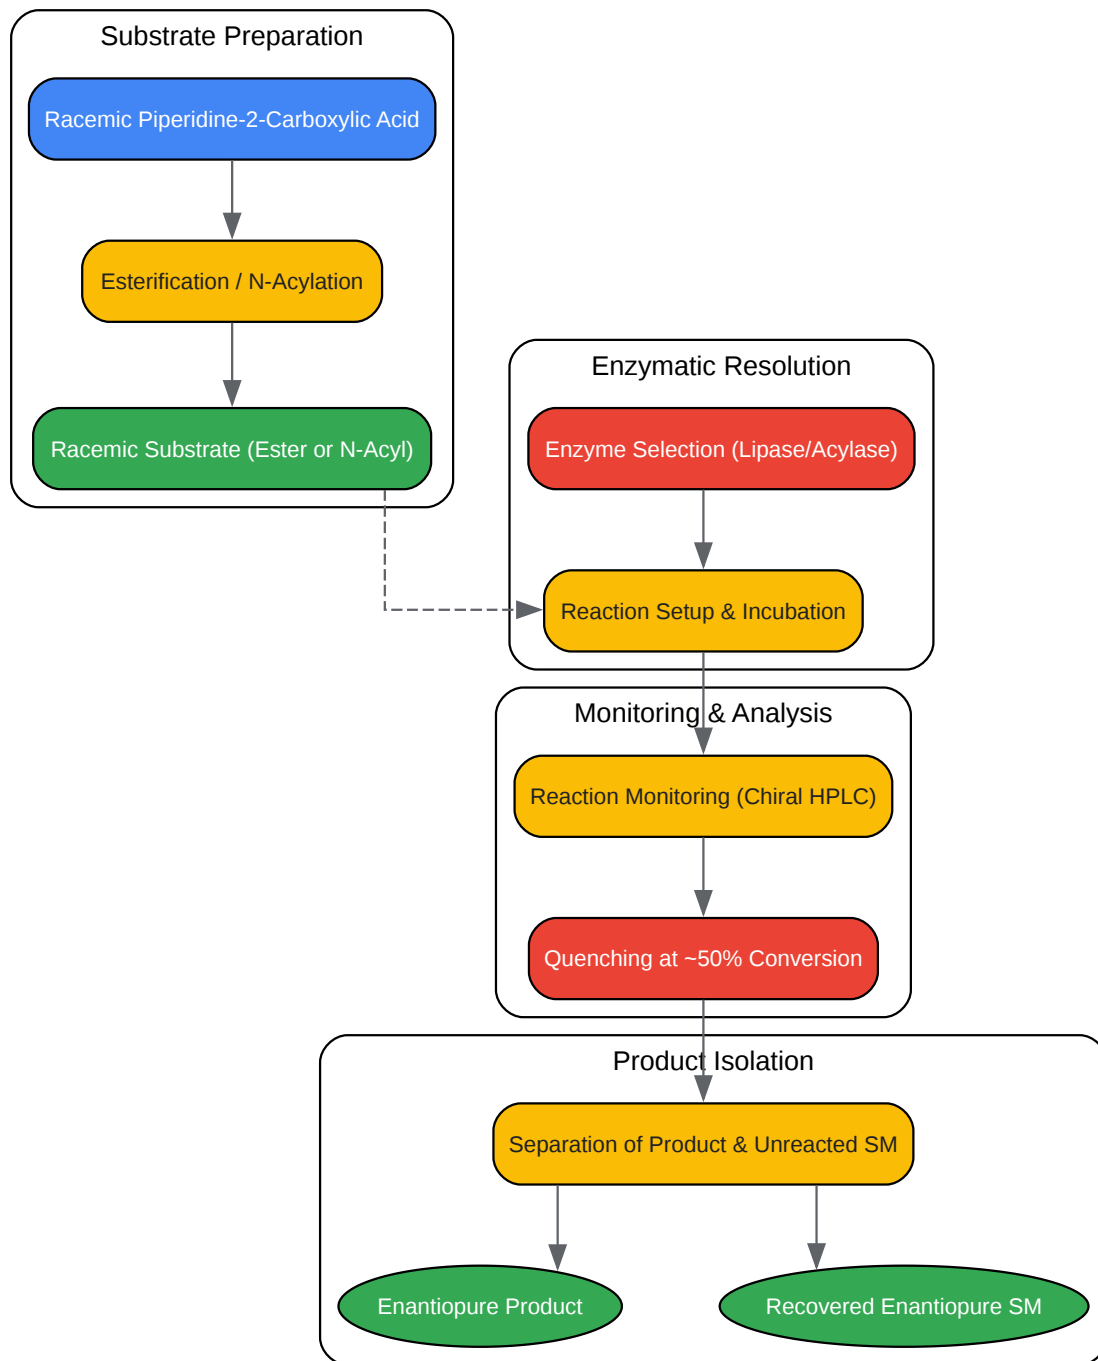 Substrate Preparation
Racemic Piperidine-2-Carboxylic Acid
Esterification / N-Acylation
Racemic Substrate (Ester or N-Acyl)
Enzymatic Resolution
Enzyme Selection (Lipase/Acylase)
Reaction Setup & Incubation
Monitoring & Analysis
Reaction Monitoring (Chiral HPLC)
Quenching at ~50% Conversion
Product Isolation
Separation of Product & Unreacted SM
Enantiopure Product
Recovered Enantiopure SM